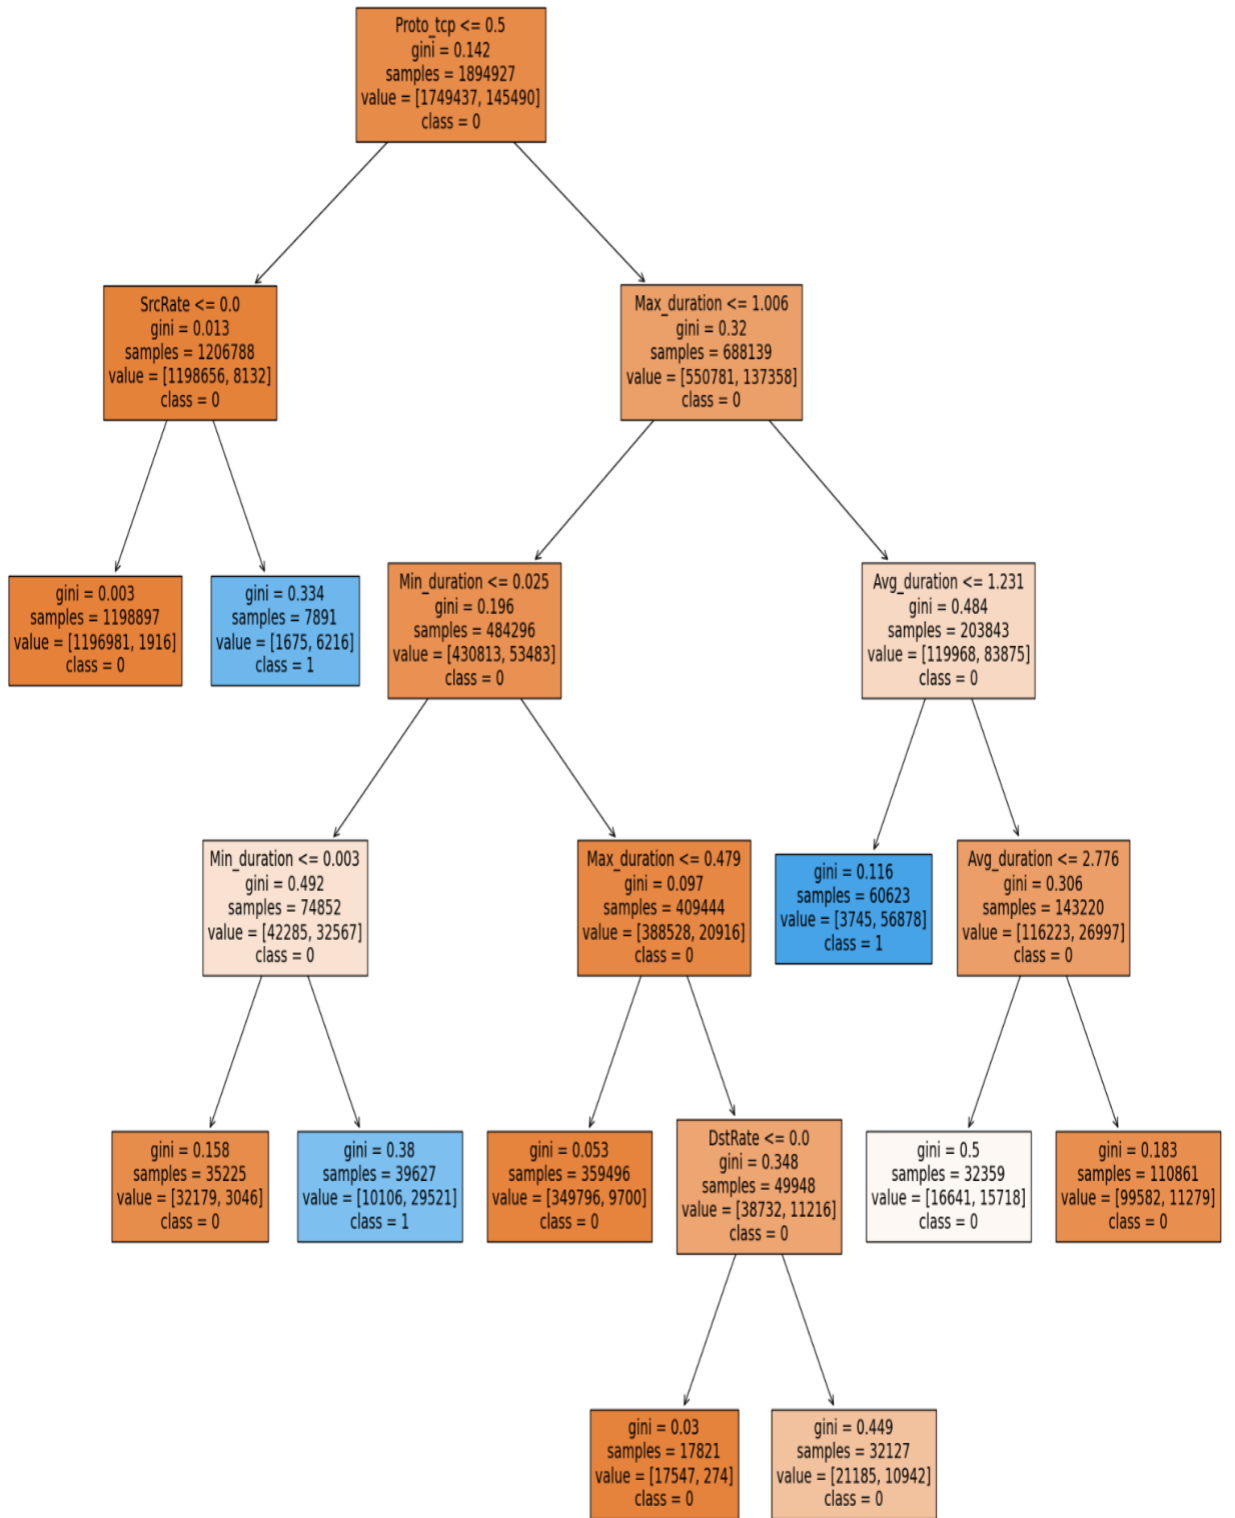 Proto_tcp <= 0.5
gini = 0.142
samples = 1894927
value = [1749437, 145490]
class = 0
SrcRate <= 0.0
gini = 0.013
samples = 1206788
value = [1198656, 8132]
class = 0
Max_duration <= 1.006
gini = 0.32
samples = 688139
value = [550781, 137358]
class = 0
gini = 0.003
samples = 1198897
value = [1196981, 1916]
class = 0
gini = 0.334
samples = 7891
value = [1675, 6216]
class = 1
Min_duration <= 0.025
gini = 0.196
samples = 484296
value = [430813, 53483]
class = 0
Avg_duration <= 1.231
gini = 0.484
samples = 203843
value = [119968, 83875]
class = 0
Min_duration <= 0.003
gini = 0.492
samples = 74852
value = [42285, 32567]
class = 0
Max_duration <= 0.479
gini = 0.097
samples = 409444
value = [388528, 20916]
class = 0
gini = 0.116
samples = 60623
value = [3745, 56878]
class = 1
Avg_duration <= 2.776
gini = 0.306
samples = 143220
value = [116223, 26997]
class = 0
gini = 0.158
samples = 35225
value = [32179, 3046]
class = 0
gini = 0.38
samples = 39627
value = [10106, 29521]
class = 1
gini = 0.053
samples = 359496
value = [349796, 9700]
class = 0
DstRate <= 0.0
gini = 0.348
samples = 49948
value = [38732, 11216]
class = 0
gini = 0.5
samples = 32359
value = [16641, 15718]
class = 0
gini = 0.183
samples = 110861
value = [99582, 11279]
class = 0
gini = 0.03
samples = 17821
value = [17547, 274]
class = 0
gini = 0.449
samples = 32127
value = [21185, 10942]
class = 0